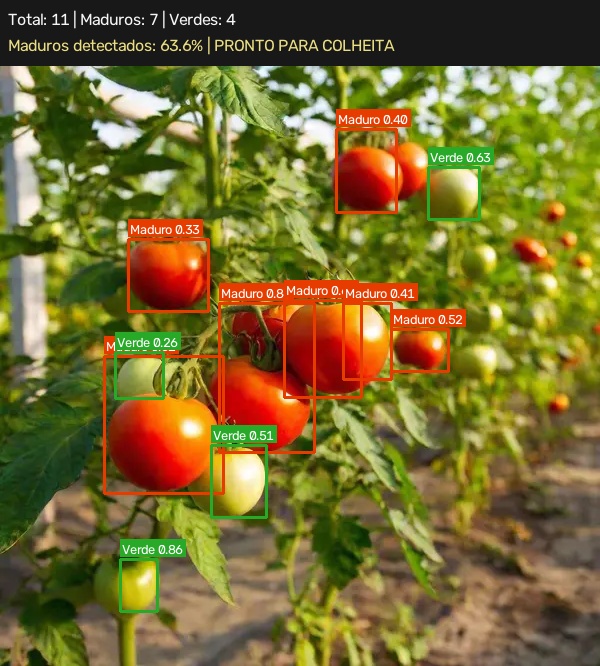 Total: 11 | Maduros: 7 | Verdes: 4
Maduros detectados: 63.6% | PRONTO PARA COLHEITA
Maduro 0.40
Verde 0.63
Maduro 0.33
Maduro 0.8
Maduro 0.
Maduro 0.41
Maduro 0.52
Verde 0.26
Verde 0.51
Verde 0.86